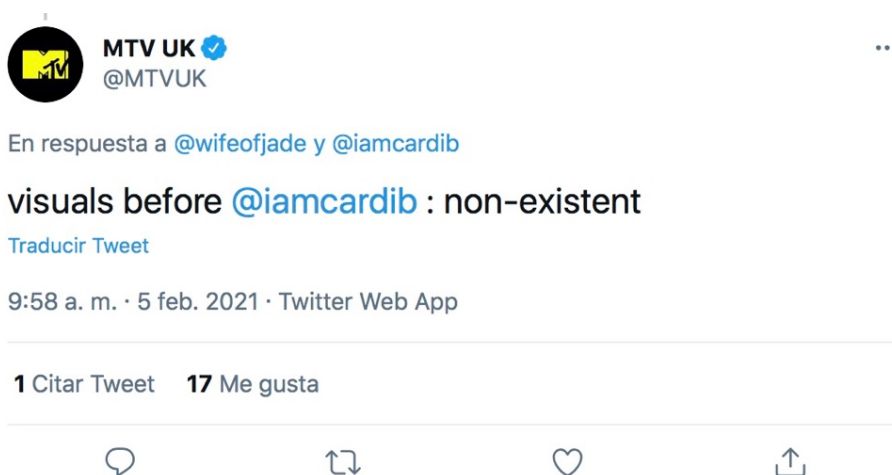 MTV UK
@MTVUK
En respuesta a @wifeofjade y @iamcardib
visuals before @iamcardib : non-existent
Traducir Tweet
9:58 a. m. · 5 feb. 2021 · Twitter Web App
1 Citar Tweet 17 Me gusta